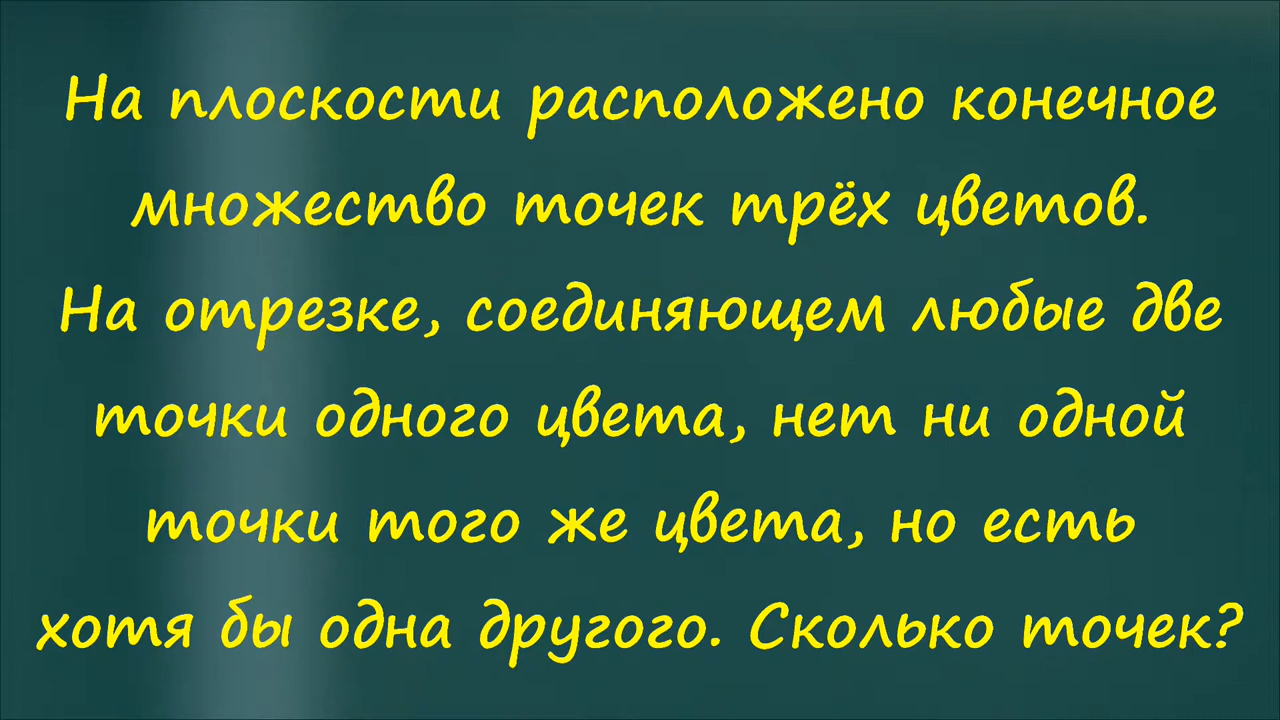 На плоскости расположено конечное
множество точек трёх цветов.
На отрезке, соединяющем любые две
точки одного цвета, нет ни одной
точки того же цвета, но есть
хотя бы одна другого. Сколько точек?